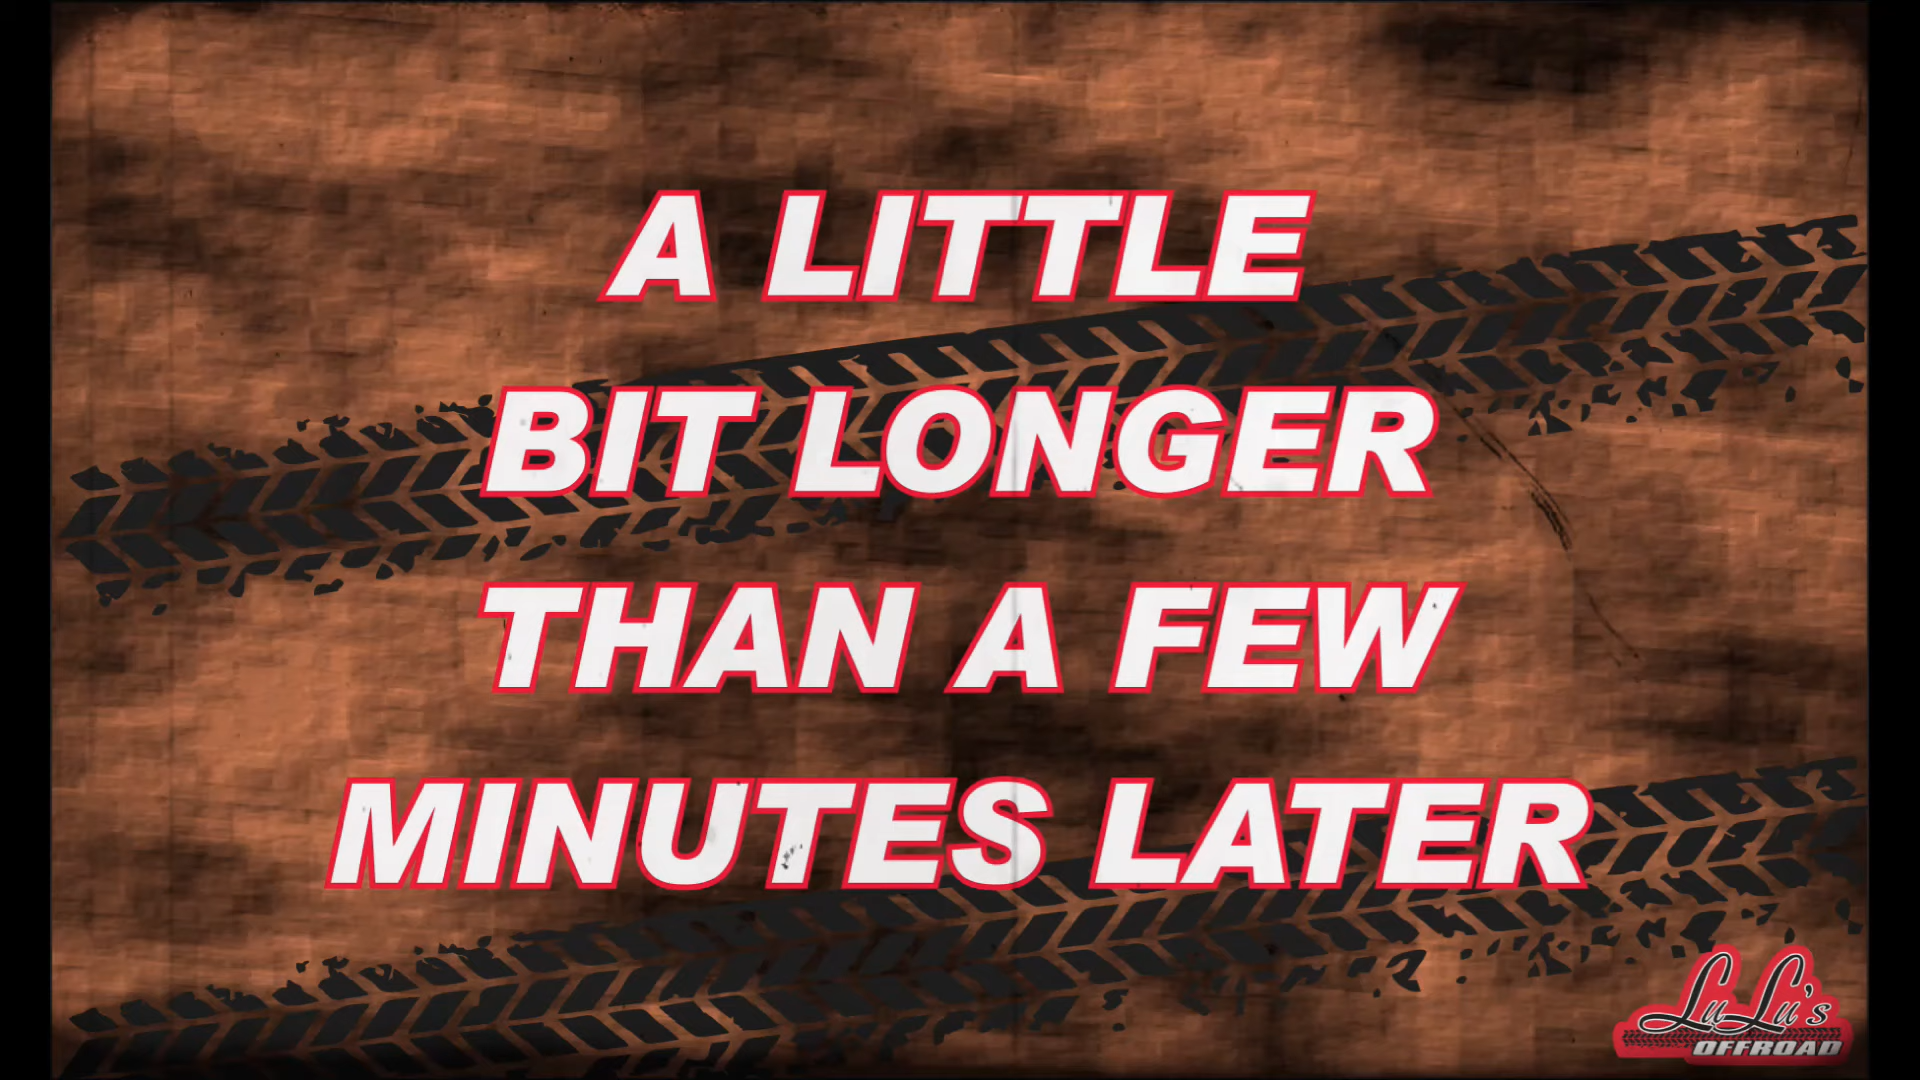 A LITTLE
BIT LONGER
THAN A FEW
MINUTES LATER
LuLu's
OFFROAD